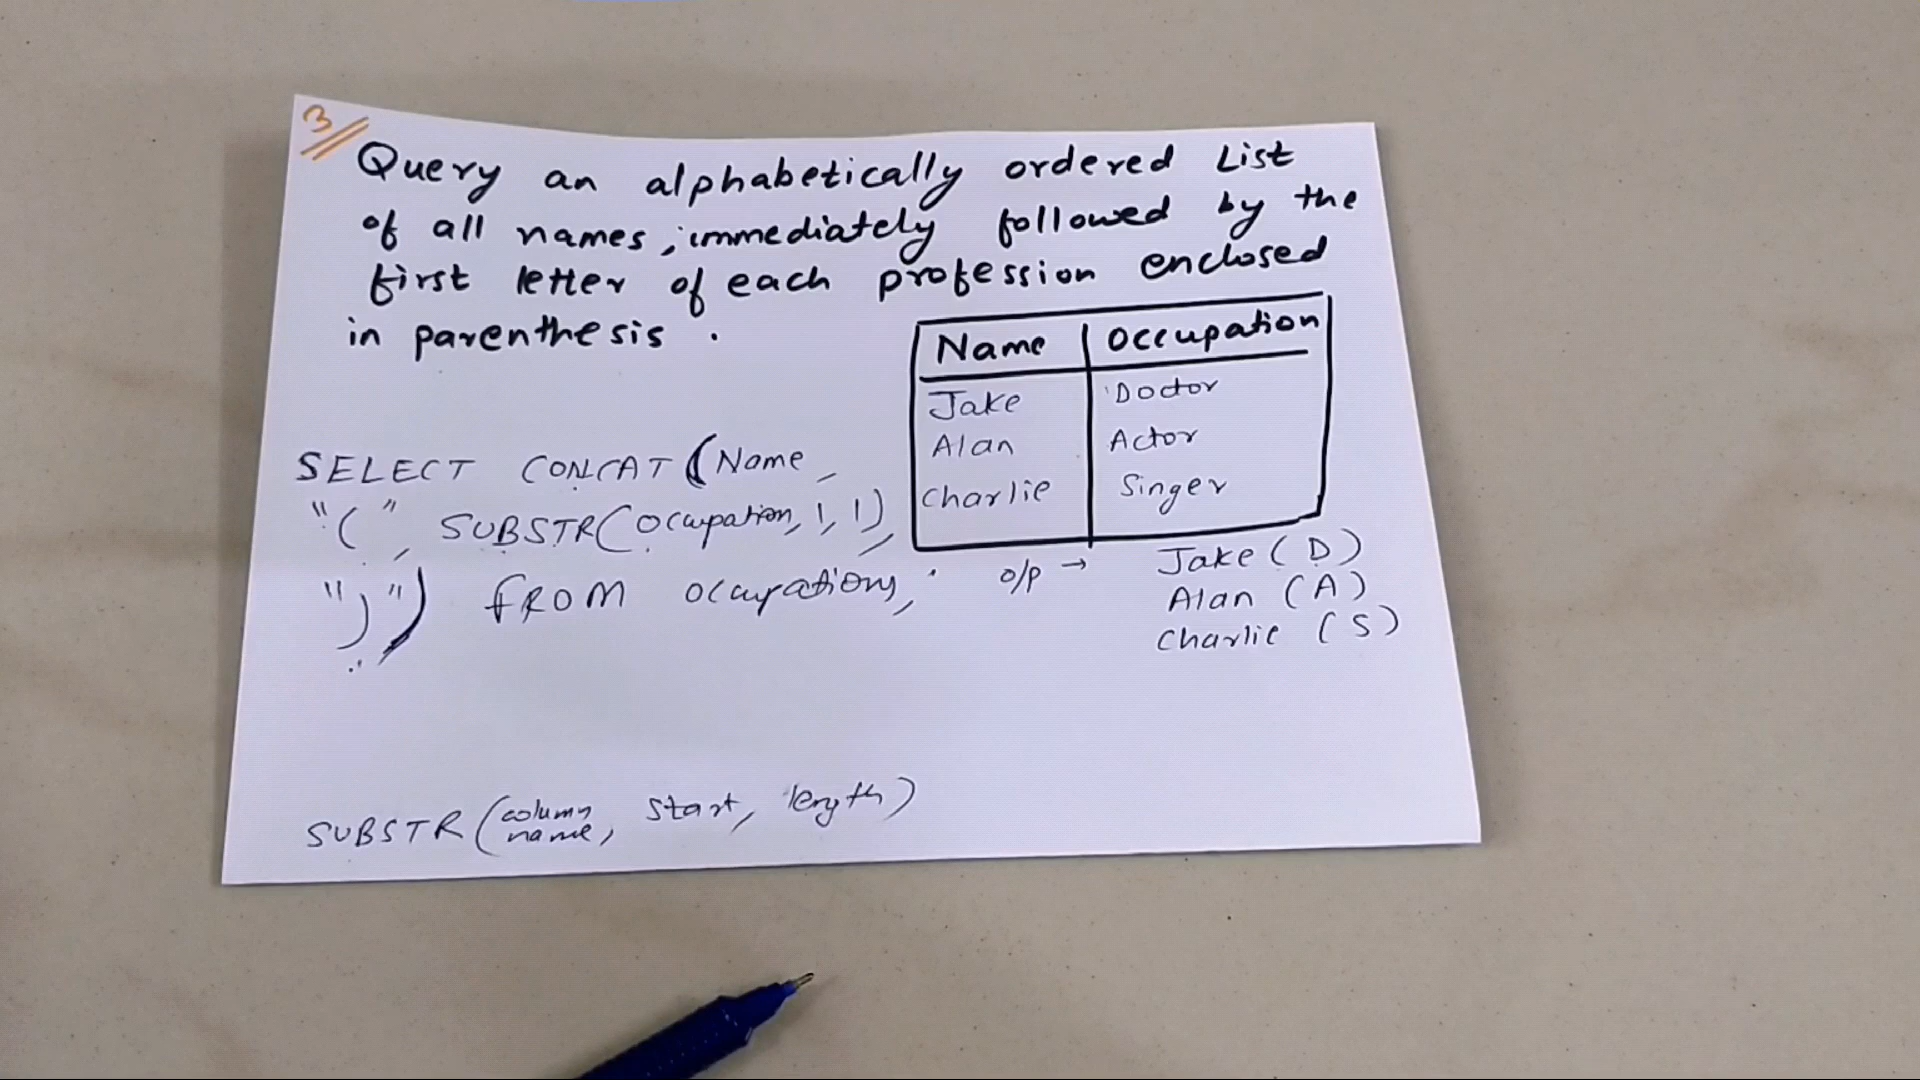 3
Query an alphabetically ordered List
of all names, immediately followed by the
first letter of each profession enclosed
in parenthesis .
Name | Occupation
Jake Doctor
Alan Actor
Charlie Singer
SELECT CONCAT (Name,
"(", SUBSTR(Occupation, 1, 1),
")") FROM occupations;
o/p → Jake (D)
Alan (A)
Charlie (S)
SUBSTR (column name, start, length)